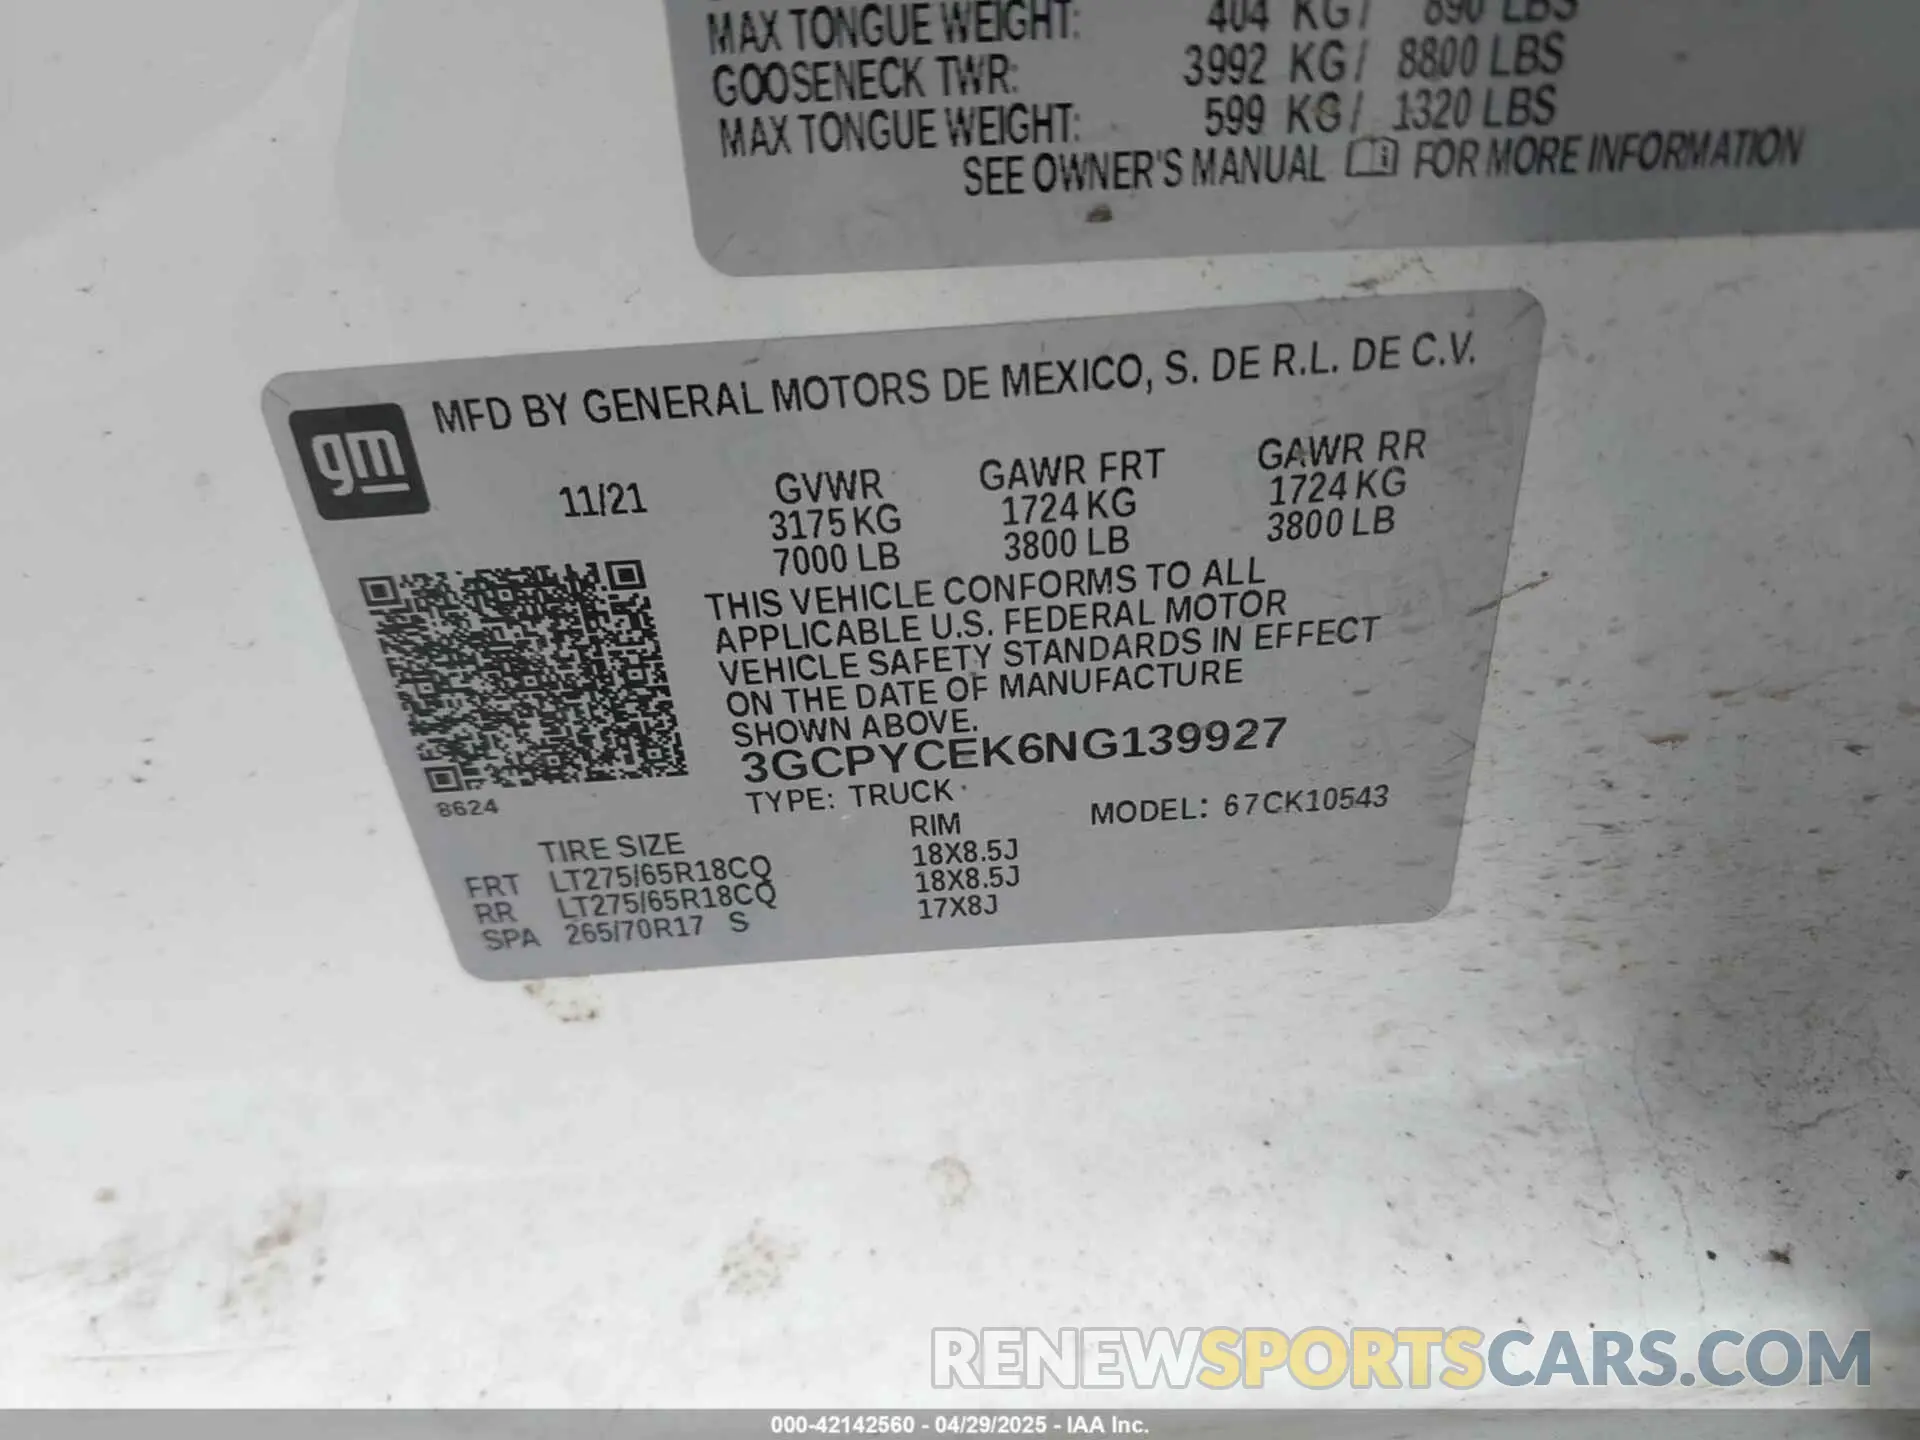 MAX TONGUE WEIGHT: 404 KG / 890 LBS
GOOSENECK TWR: 3992 KG / 8800 LBS
MAX TONGUE WEIGHT: 599 KG / 1320 LBS
SEE OWNER'S MANUAL FOR MORE INFORMATION
gm
MFD BY GENERAL MOTORS DE MEXICO, S. DE R.L. DE C.V.
11/21 GVWR GAWR FRT GAWR RR
3175 KG 1724 KG 1724 KG
7000 LB 3800 LB 3800 LB
THIS VEHICLE CONFORMS TO ALL
APPLICABLE U.S. FEDERAL MOTOR
VEHICLE SAFETY STANDARDS IN EFFECT
ON THE DATE OF MANUFACTURE
SHOWN ABOVE.
3GCPYCEK6NG139927
8624
TYPE: TRUCK MODEL: 67CK10543
TIRE SIZE RIM
FRT LT275/65R18CQ 18X8.5J
RR LT275/65R18CQ 18X8.5J
SPA 265/70R17 S 17X8J
RENEWSPORTSCARS.COM
000-42142560 - 04/29/2025 - IAA Inc.